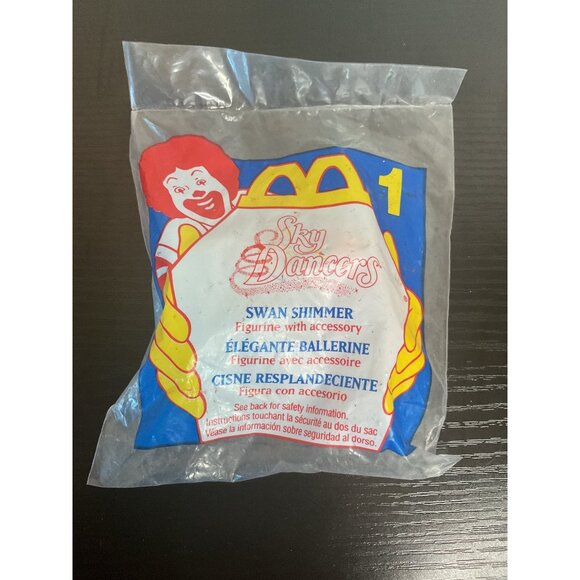 1
Sky
Dancers
SWAN SHIMMER
Figurine with accessory
ÉLÉGANTE BALLERINE
Figurine avec accessoire
CISNE RESPLANDECIENTE
Figura con accesorio
See back for safety information.
Instructions touchant la sécurité au dos du sac
Véase la información sobre seguridad al dorso.